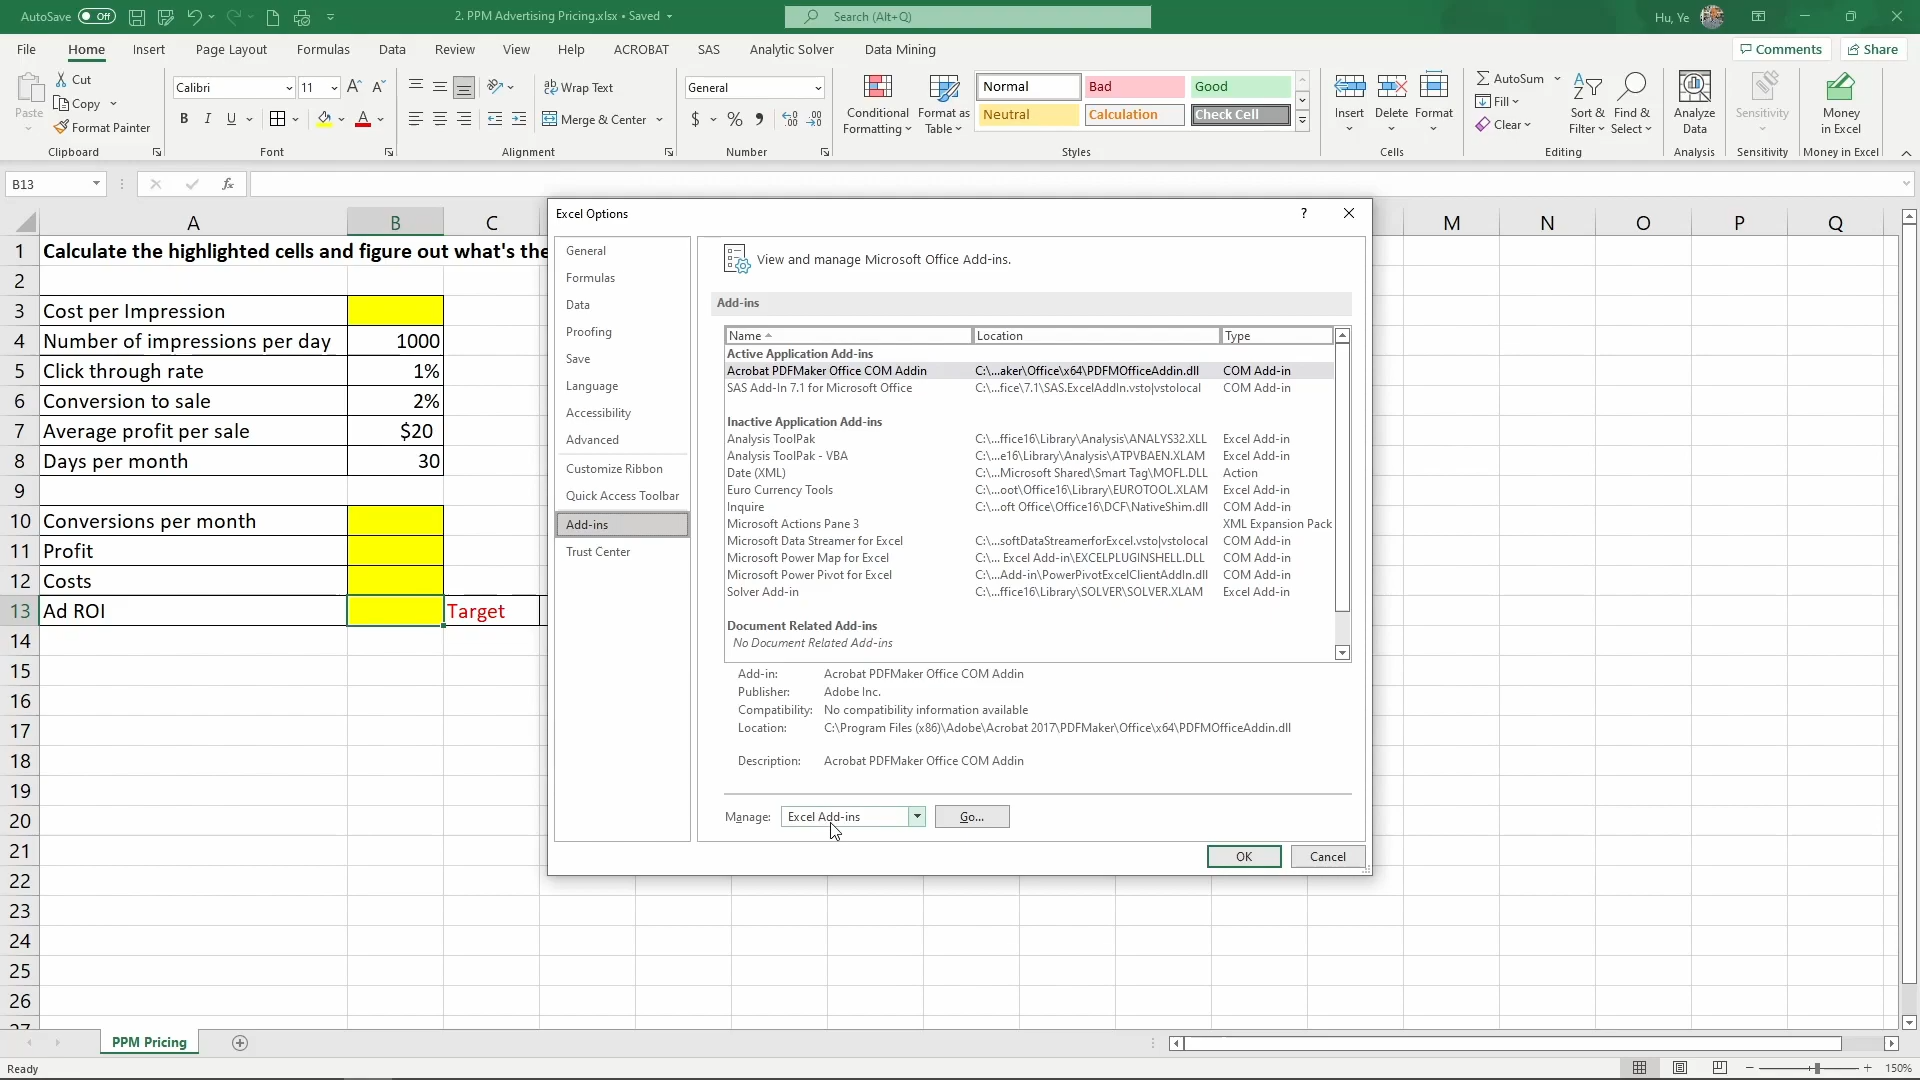 AutoSave Off
2. PPM Advertising Pricing.xlsx • Saved
Search (Alt+Q)
Hu, Ye
File Home Insert Page Layout Formulas Data Review View Help ACROBAT SAS Analytic Solver Data Mining
Comments Share
Paste
Cut
Copy
Format Painter
Clipboard
Calibri 11
B I U
Font
Wrap Text
Merge & Center
Alignment
General
$ % ,
Number
Conditional Formatting
Format as Table
Normal Bad Good
Neutral Calculation Check Cell
Styles
Insert Delete Format
Cells
AutoSum
Fill
Clear
Sort & Filter
Find & Select
Editing
Analyze Data
Analysis
Sensitivity
Sensitivity
Money in Excel
Money in Excel
B13
fx
A B C M N O P Q
1 Calculate the highlighted cells and figure out what's the
2
3 Cost per Impression
4 Number of impressions per day 1000
5 Click through rate 1%
6 Conversion to sale 2%
7 Average profit per sale $20
8 Days per month 30
9
10 Conversions per month
11 Profit
12 Costs
13 Ad ROI Target
14
15
16
17
18
19
20
21
22
23
24
25
26
27
Excel Options
?
General
Formulas
Data
Proofing
Save
Language
Accessibility
Advanced
Customize Ribbon
Quick Access Toolbar
Add-ins
Trust Center
View and manage Microsoft Office Add-ins.
Add-ins
Name Location Type
Active Application Add-ins
Acrobat PDFMaker Office COM Addin C:\...aker\Office\x64\PDFMOfficeAddin.dll COM Add-in
SAS Add-In 7.1 for Microsoft Office C:\...fice\7.1\SAS.ExcelAddIn.vsto|vstolocal COM Add-in
Inactive Application Add-ins
Analysis ToolPak C:\...ffice16\Library\Analysis\ANALYS32.XLL Excel Add-in
Analysis ToolPak - VBA C:\...e16\Library\Analysis\ATPVBAEN.XLAM Excel Add-in
Date (XML) C:\...Microsoft Shared\Smart Tag\MOFL.DLL Action
Euro Currency Tools C:\...oot\Office16\Library\EUROTOOL.XLAM Excel Add-in
Inquire C:\...oft Office\Office16\DCF\NativeShim.dll COM Add-in
Microsoft Actions Pane 3 XML Expansion Pack
Microsoft Data Streamer for Excel C:\...softDataStreamerforExcel.vsto|vstolocal COM Add-in
Microsoft Power Map for Excel C:\... Excel Add-in\EXCELPLUGINSHELL.DLL COM Add-in
Microsoft Power Pivot for Excel C:\...Add-in\PowerPivotExcelClientAddIn.dll COM Add-in
Solver Add-in C:\...ffice16\Library\SOLVER\SOLVER.XLAM Excel Add-in
Document Related Add-ins
No Document Related Add-ins
Add-in: Acrobat PDFMaker Office COM Addin
Publisher: Adobe Inc.
Compatibility: No compatibility information available
Location: C:\Program Files (x86)\Adobe\Acrobat 2017\PDFMaker\Office\x64\PDFMOfficeAddin.dll
Description: Acrobat PDFMaker Office COM Addin
Manage: Excel Add-ins Go...
OK Cancel
PPM Pricing
Ready
150%